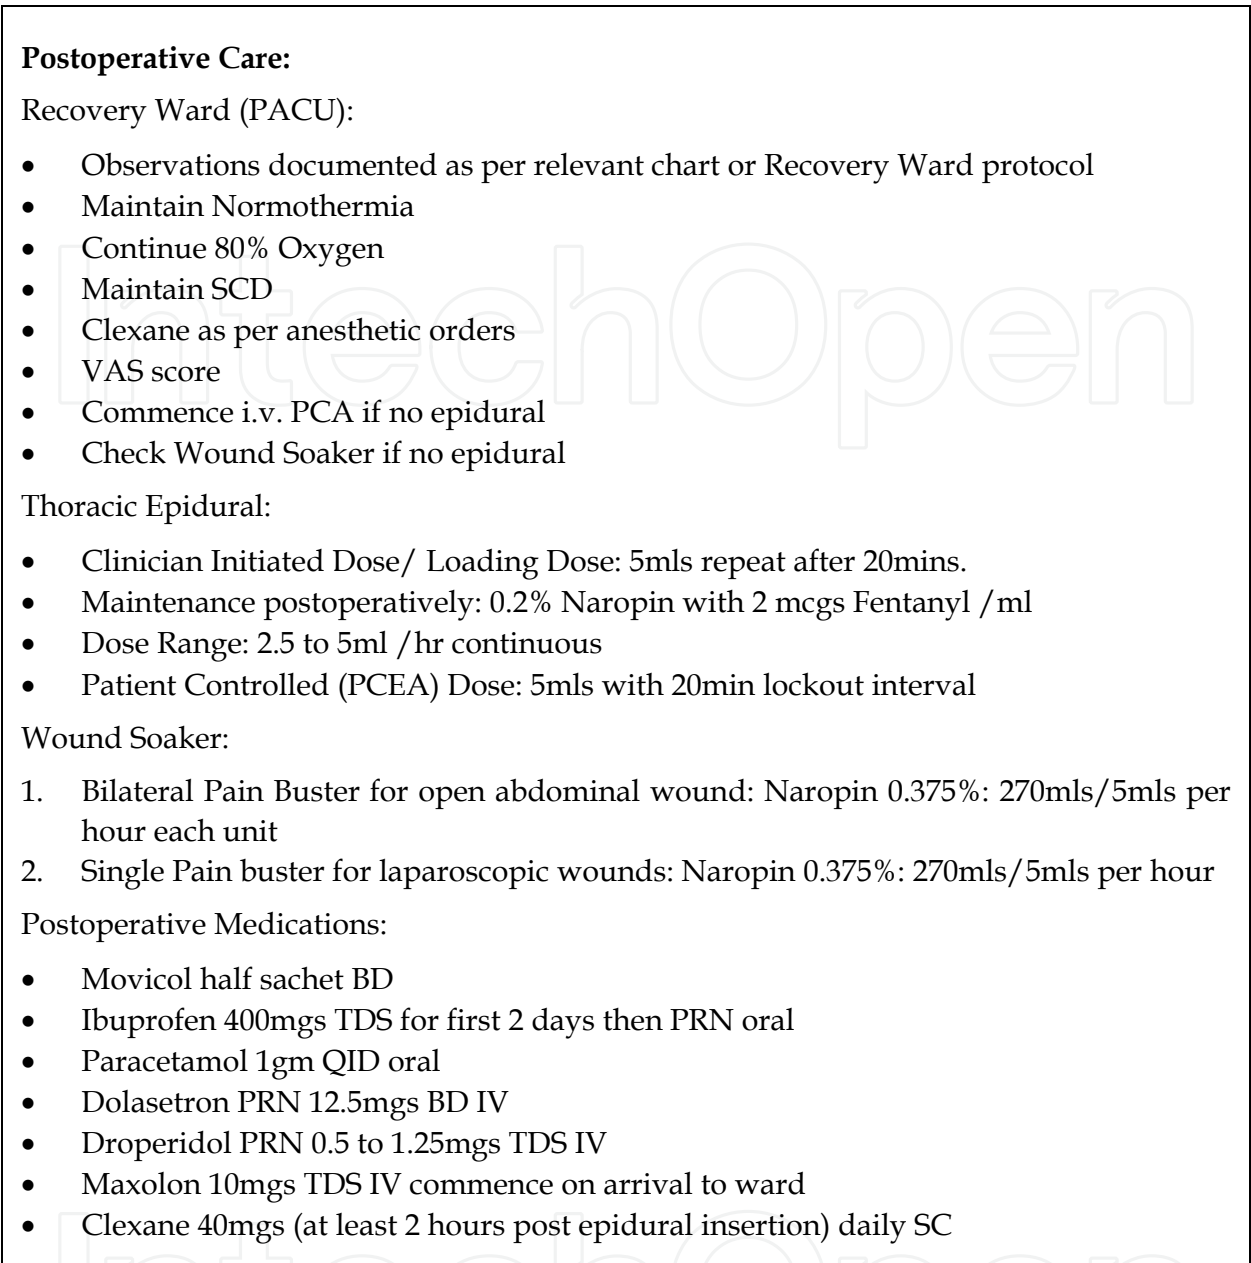 Postoperative Care:
Recovery Ward (PACU):
• Observations documented as per relevant chart or Recovery Ward protocol
• Maintain Normothermia
• Continue 80% Oxygen
• Maintain SCD
• Clexane as per anesthetic orders
• VAS score
• Commence i.v. PCA if no epidural
• Check Wound Soaker if no epidural
IntechOpen
Thoracic Epidural:
• Clinician Initiated Dose/ Loading Dose: 5mls repeat after 20mins.
• Maintenance postoperatively: 0.2% Naropin with 2 mcgs Fentanyl /ml
• Dose Range: 2.5 to 5ml /hr continuous
• Patient Controlled (PCEA) Dose: 5mls with 20min lockout interval
Wound Soaker:
1. Bilateral Pain Buster for open abdominal wound: Naropin 0.375%: 270mls/5mls per
hour each unit
2. Single Pain buster for laparoscopic wounds: Naropin 0.375%: 270mls/5mls per hour
Postoperative Medications:
• Movicol half sachet BD
• Ibuprofen 400mgs TDS for first 2 days then PRN oral
• Paracetamol 1gm QID oral
• Dolasetron PRN 12.5mgs BD IV
• Droperidol PRN 0.5 to 1.25mgs TDS IV
• Maxolon 10mgs TDS IV commence on arrival to ward
• Clexane 40mgs (at least 2 hours post epidural insertion) daily SC